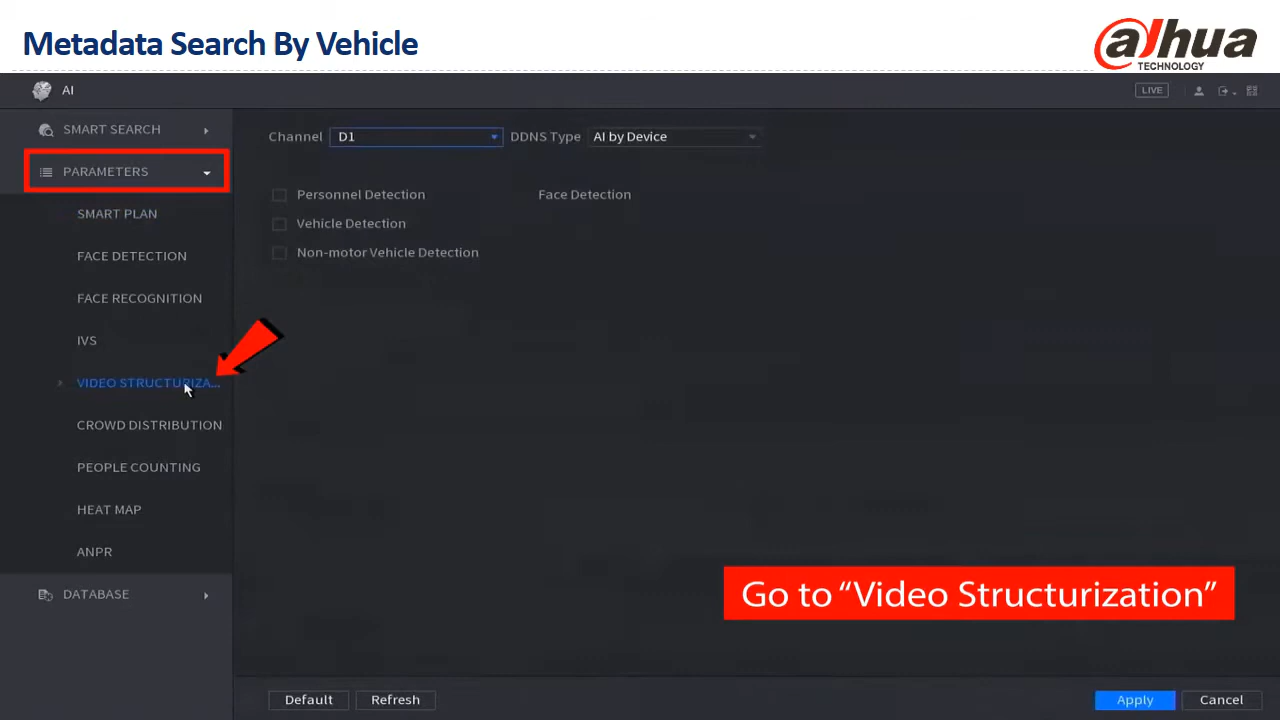 Metadata Search By Vehicle
alhua
TECHNOLOGY
AI
LIVE
SMART SEARCH
PARAMETERS
SMART PLAN
FACE DETECTION
FACE RECOGNITION
IVS
VIDEO STRUCTURIZA...
CROWD DISTRIBUTION
PEOPLE COUNTING
HEAT MAP
ANPR
DATABASE
Channel D1 DDNS Type AI by Device
Personnel Detection Face Detection
Vehicle Detection
Non-motor Vehicle Detection
Go to “Video Structurization”
Default Refresh Apply Cancel